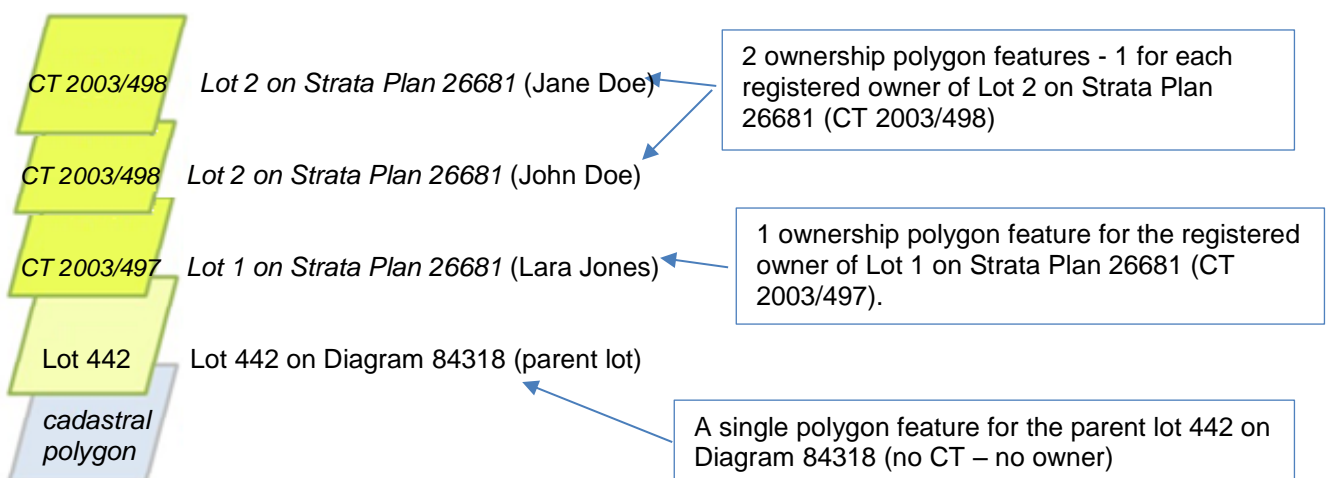 CT 2003/498 Lot 2 on Strata Plan 26681 (Jane Doe)
2 ownership polygon features - 1 for each
registered owner of Lot 2 on Strata Plan
26681 (CT 2003/498)
CT 2003/498 Lot 2 on Strata Plan 26681 (John Doe)
CT 2003/497 Lot 1 on Strata Plan 26681 (Lara Jones)
1 ownership polygon feature for the registered
owner of Lot 1 on Strata Plan 26681 (CT
2003/497).
Lot 442 Lot 442 on Diagram 84318 (parent lot)
cadastral
polygon
A single polygon feature for the parent lot 442 on
Diagram 84318 (no CT – no owner)